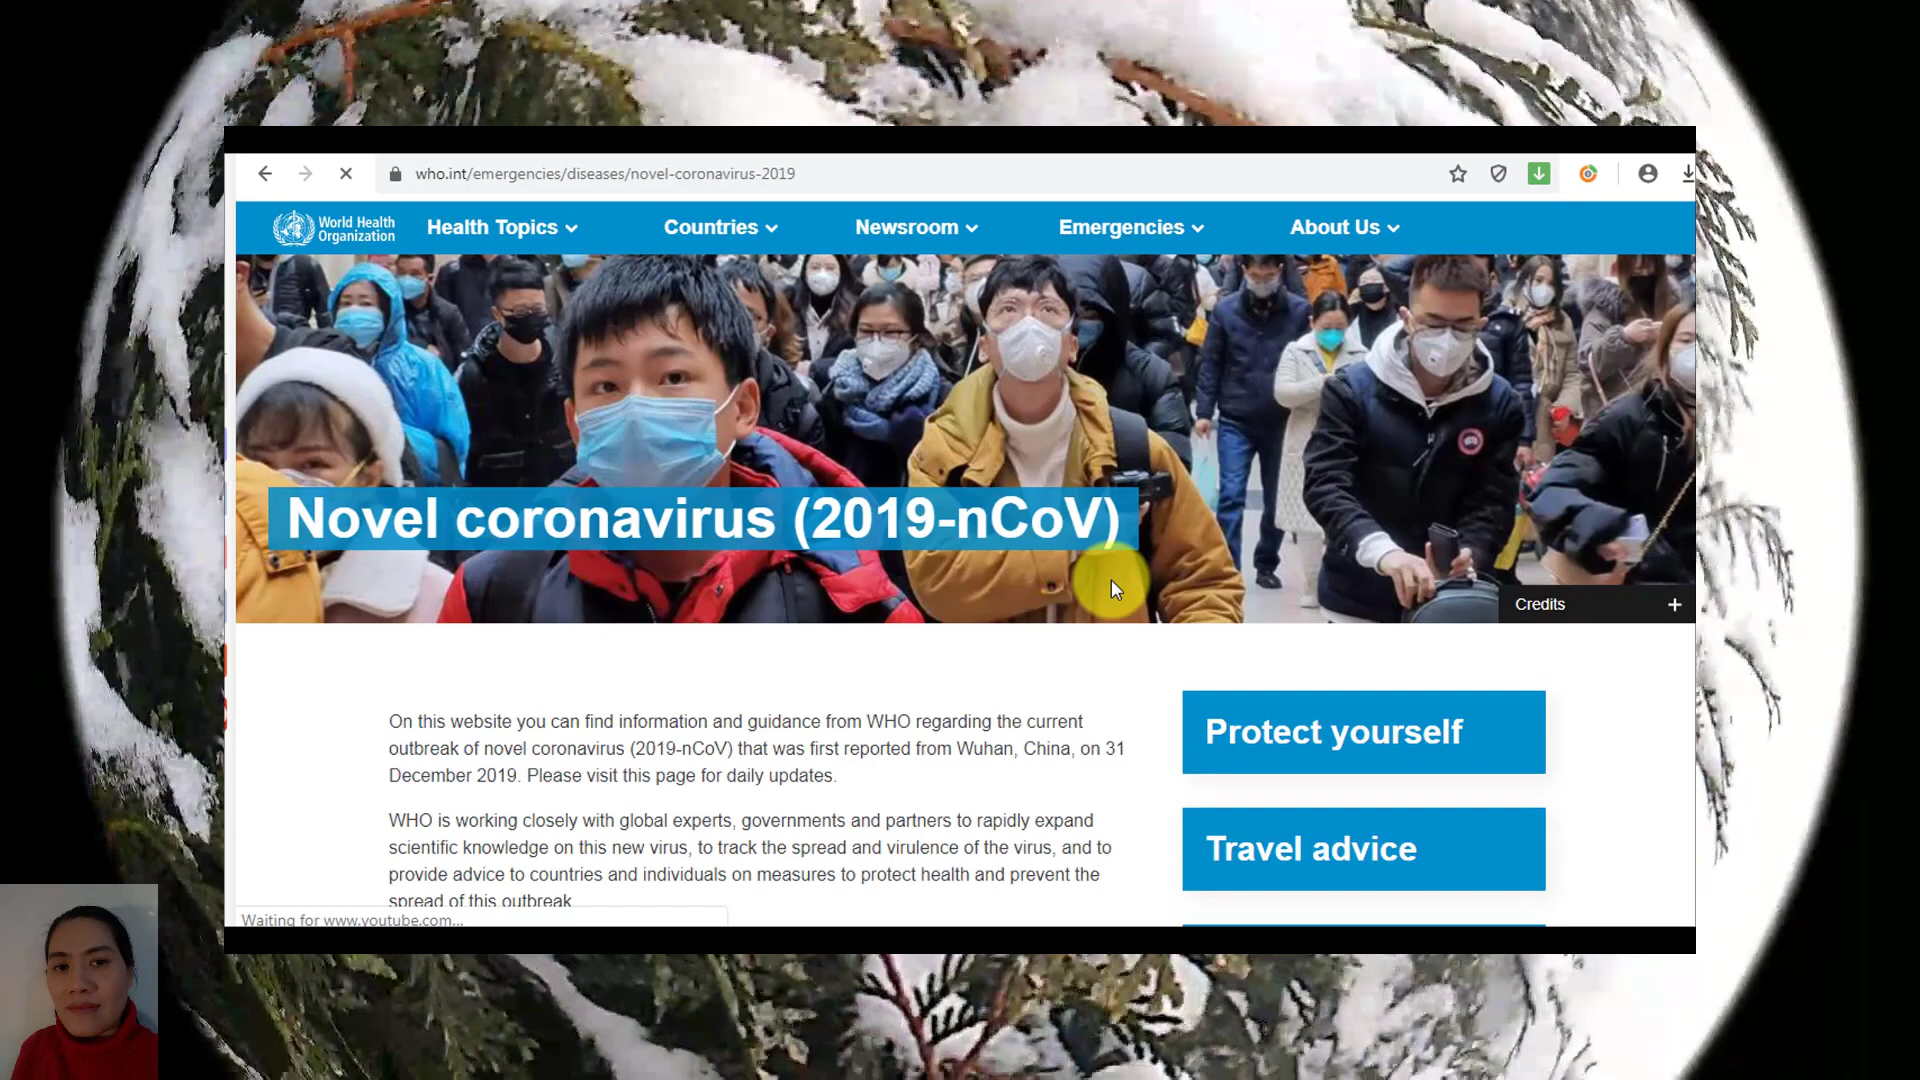 who.int/emergencies/diseases/novel-coronavirus-2019
World Health
Organization
Health Topics
Countries
Newsroom
Emergencies
About Us
Novel coronavirus (2019-nCoV)
Credits +
On this website you can find information and guidance from WHO regarding the current
outbreak of novel coronavirus (2019-nCoV) that was first reported from Wuhan, China, on 31
December 2019. Please visit this page for daily updates.
WHO is working closely with global experts, governments and partners to rapidly expand
scientific knowledge on this new virus, to track the spread and virulence of the virus, and to
provide advice to countries and individuals on measures to protect health and prevent the
spread of this outbreak
Protect yourself
Travel advice
Waiting for www.youtube.com...